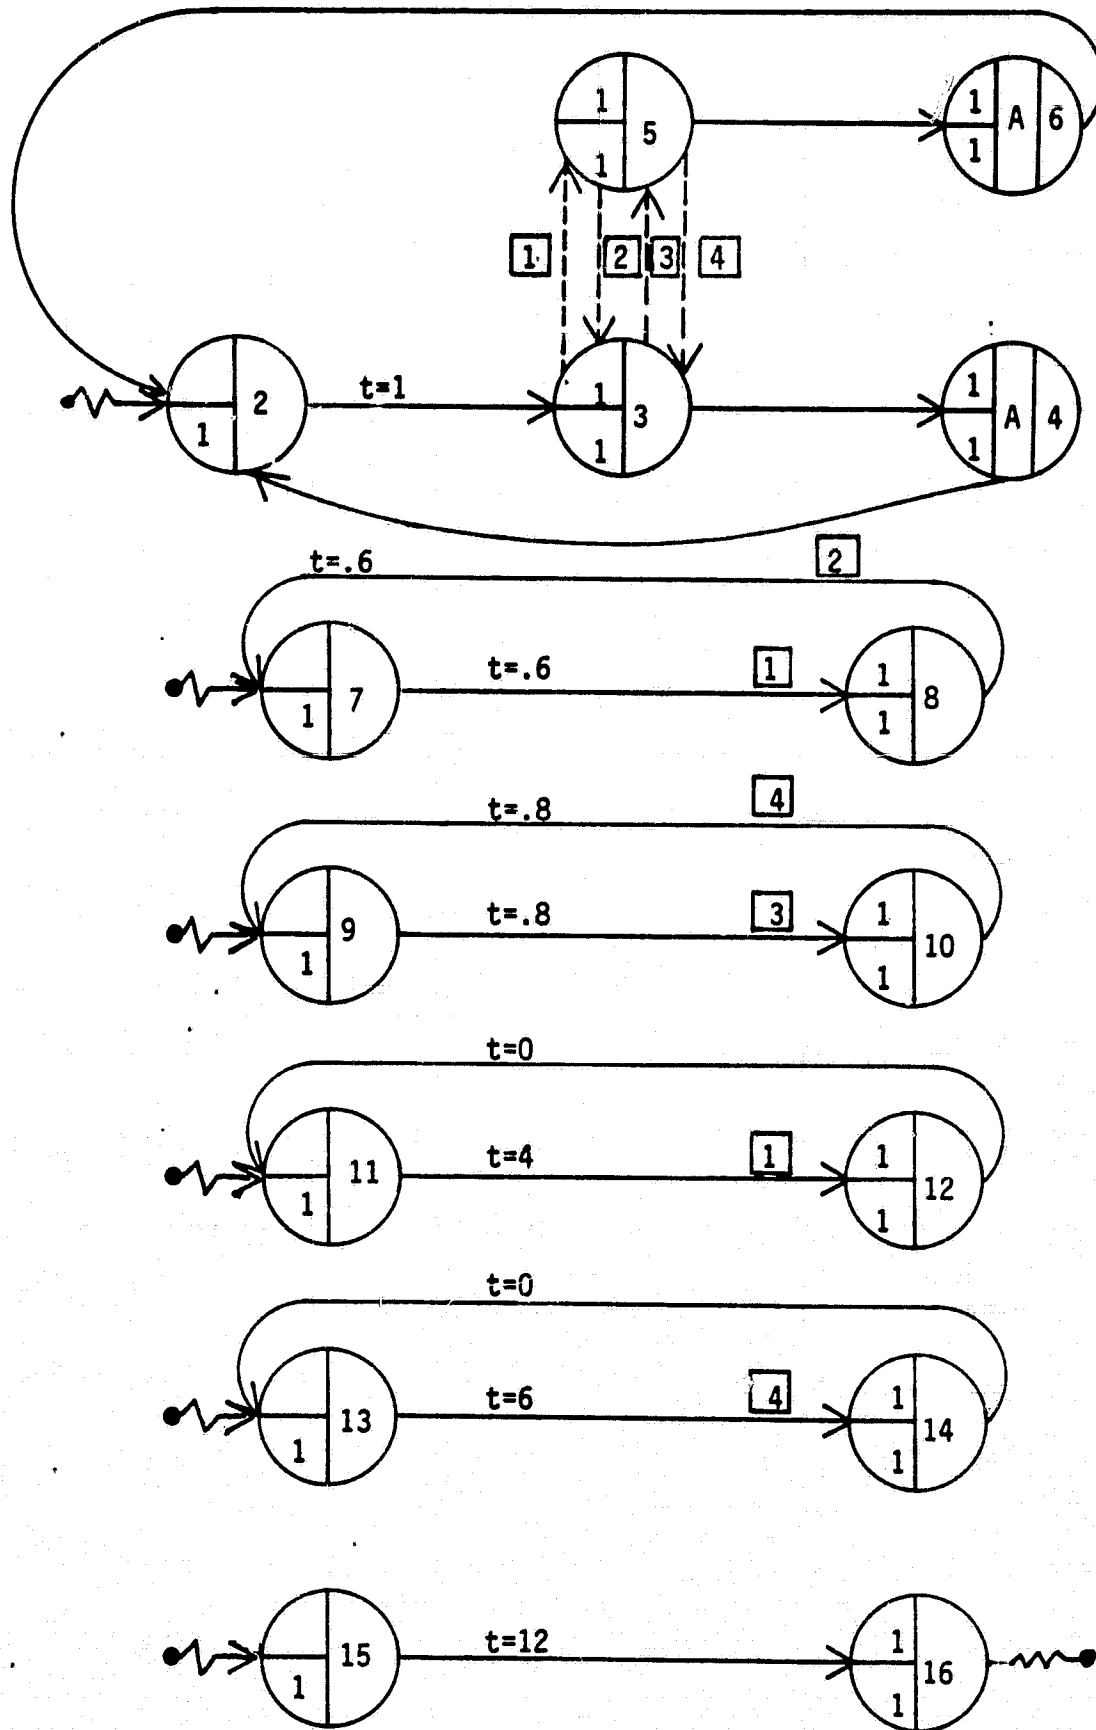 1 5 1
1 A 6 1
1 2 3 4
2 1
t=1
1 3 1
1 A 4 1
t=.6 2
7 1
t=.6 1
1 8 1
t=.8 4
9 1
t=.8 3
1 10 1
t=0
11 1
t=4 1
1 12 1
t=0
13 1
t=6 4
1 14 1
15 1
t=12
1 16 1